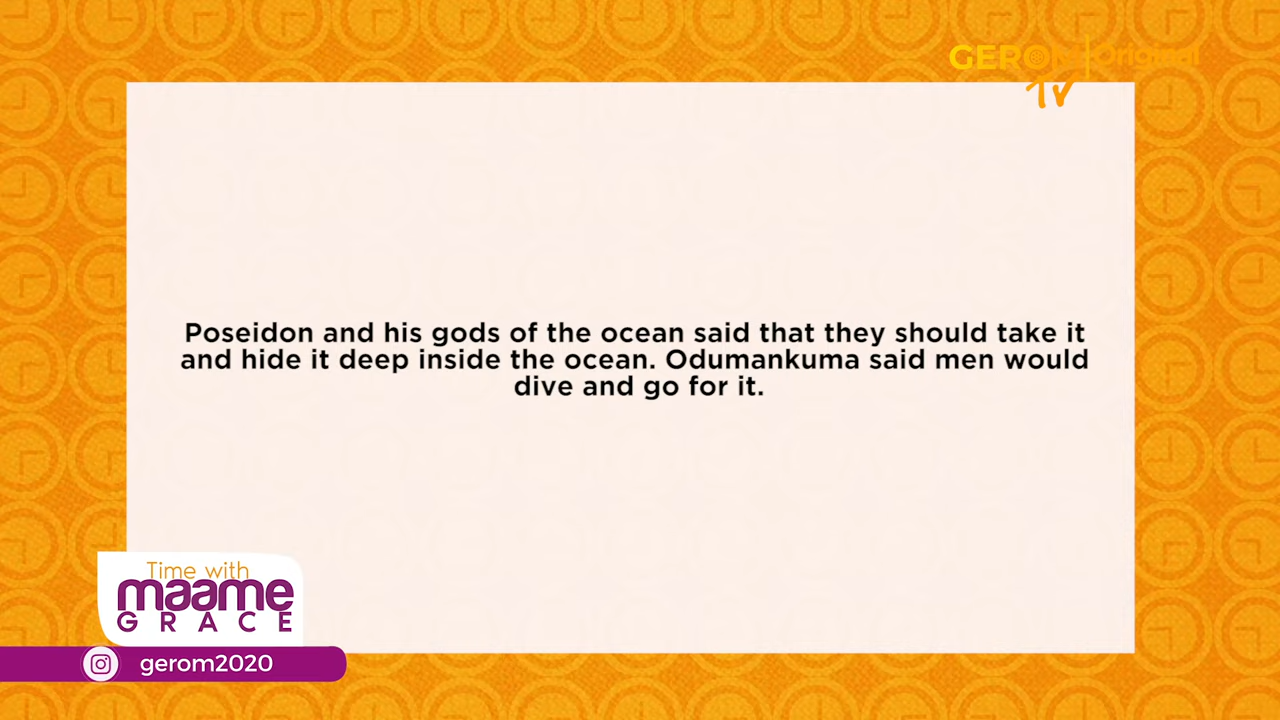 GEROM Original
TV
Poseidon and his gods of the ocean said that they should take it
and hide it deep inside the ocean. Odumankuma said men would
dive and go for it.
Time with
maame
GRACE
gerom2020